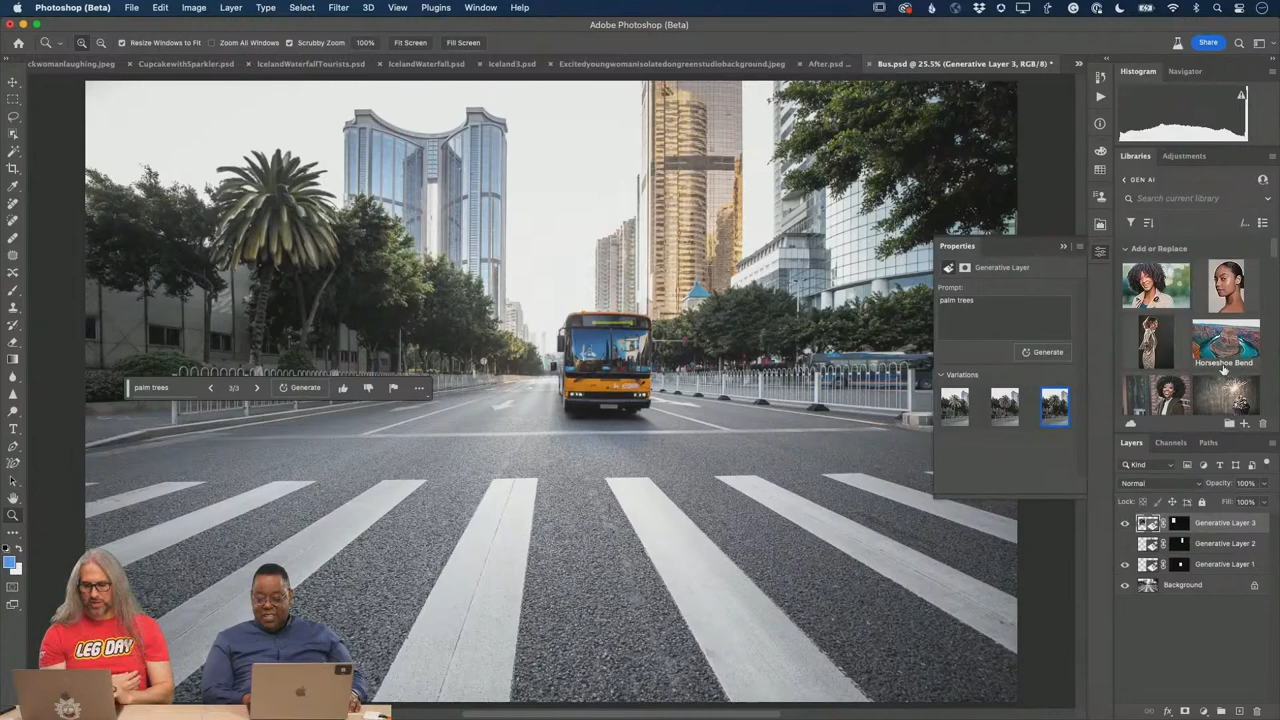 Photoshop (Beta) File Edit Image Layer Type Select Filter 3D View Plugins Window Help
Adobe Photoshop (Beta)
Resize Windows to Fit Zoom All Windows Scrubby Zoom 100% Fit Screen Fill Screen Share
ckwomanlaughing.jpeg CupcakewithSparkler.psd IcelandWaterfallTourists.psd IcelandWaterfall.psd Iceland3.psd Excitedyoungwomanisolatedongreenstudiobackground.jpeg After.psd ... Bus.psd @ 25.5% (Generative Layer 3, RGB/8) *
Histogram Navigator
Libraries Adjustments
GEN AI
Search current library
Add or Replace
Horseshoe Bend
Properties
Generative Layer
Prompt:
palm trees
Generate
Variations
palm trees 3/3 Generate
Layers Channels Paths
Kind
Normal Opacity: 100%
Lock: Fill: 100%
Generative Layer 3
Generative Layer 2
Generative Layer 1
Background
LEG DAY